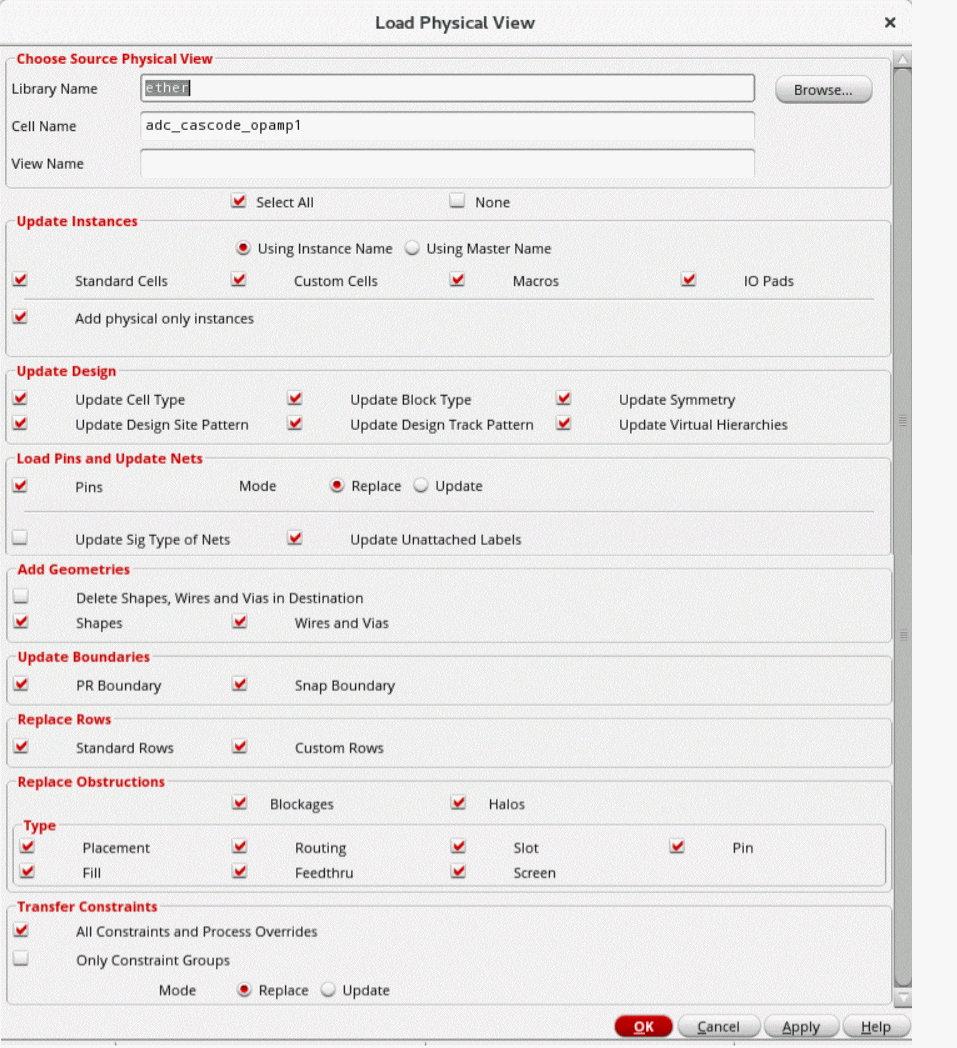 Load Physical View
Choose Source Physical View
Library Name ether Browse...
Cell Name adc_cascode_opamp1
View Name
Select All None
Update Instances
Using Instance Name Using Master Name
Standard Cells Custom Cells Macros IO Pads
Add physical only instances
Update Design
Update Cell Type Update Block Type Update Symmetry
Update Design Site Pattern Update Design Track Pattern Update Virtual Hierarchies
Load Pins and Update Nets
Pins Mode Replace Update
Update Sig Type of Nets Update Unattached Labels
Add Geometries
Delete Shapes, Wires and Vias in Destination
Shapes Wires and Vias
Update Boundaries
PR Boundary Snap Boundary
Replace Rows
Standard Rows Custom Rows
Replace Obstructions
Blockages Halos
Type
Placement Routing Slot Pin
Fill Feedthru Screen
Transfer Constraints
All Constraints and Process Overrides
Only Constraint Groups
Mode Replace Update
OK Cancel Apply Help